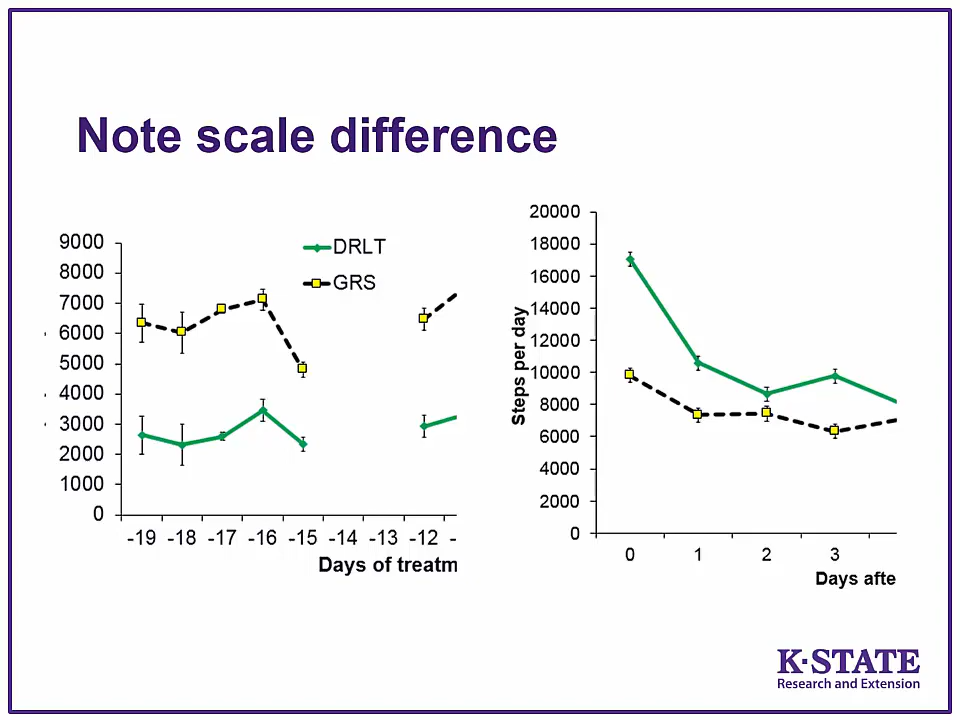 Note scale difference
9000
8000
7000
6000
5000
4000
3000
2000
1000
0
DRLT
GRS
-19 -18 -17 -16 -15 -14 -13 -12 -
Days of treatm
20000
18000
16000
14000
12000
10000
8000
6000
4000
2000
0
Steps per day
0 1 2 3
Days afte
K-STATE
Research and Extension